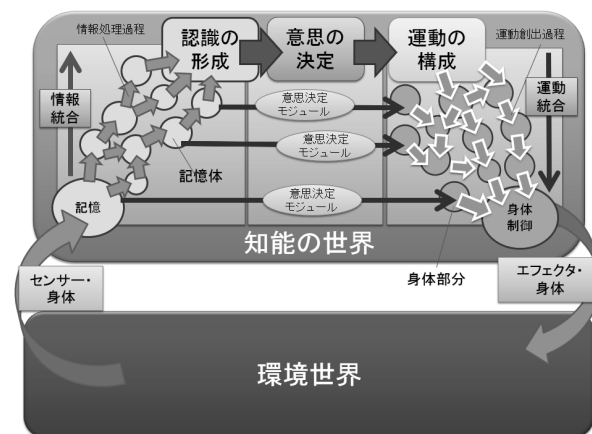 情報処理過程
認識の
形成
意思の
決定
運動の
構成
運動創出過程
情報
統合
意思決定
モジュール
運動
統合
意思決定
モジュール
記憶体
意思決定
モジュール
記憶
身体
制御
知能の世界
身体部分
センサー・
身体
エフェクタ・
身体
環境世界